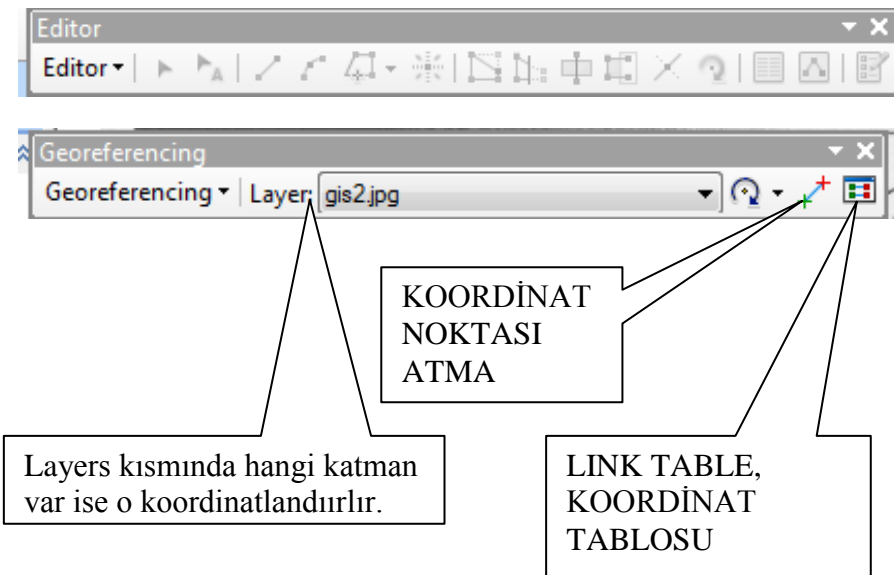 Editor
Editor
Georeferencing
Georeferencing Layer: gis2.jpg
KOORDİNAT
NOKTASI
ATMA
Layers kısmında hangi katman
var ise o koordinatlandıırlır.
LINK TABLE,
KOORDİNAT
TABLOSU